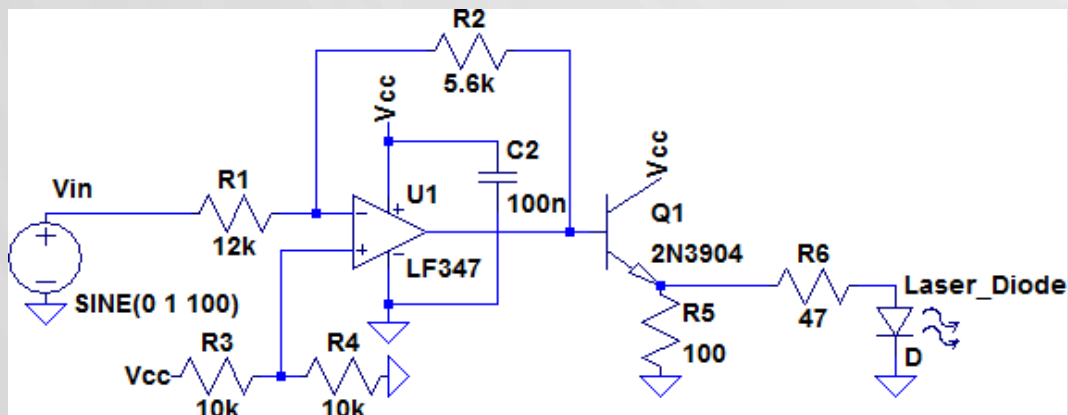 R2
5.6k
Vcc
C2
100n
Vcc
R1
12k
Vin
U1
+
−
+
−
LF347
Q1
2N3904
+
−
SINE(0 1 100)
R6
47
Laser_Diode
D
R5
100
Vcc
R3
10k
R4
10k